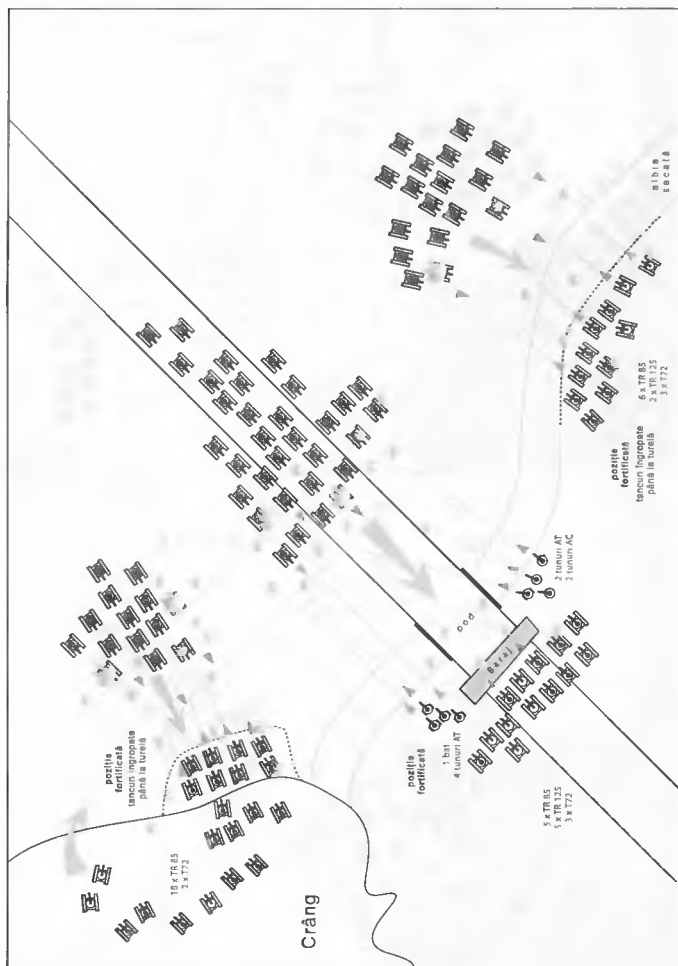 albie
secată
6 x TR 85
2 x TR 125
3 x T72
poziție
fortificată
tancuri îngropate
până la turelă
2 tunuri AT
2 tunuri AC
pod
Baraj
poziție
fortificată
1 bat
4 tunuri AT
5 x TR 85
5 x TR 125
3 x T72
poziție
fortificată
tancuri îngropate
până la turelă
18 x TR 85
2 x T72
Crâng